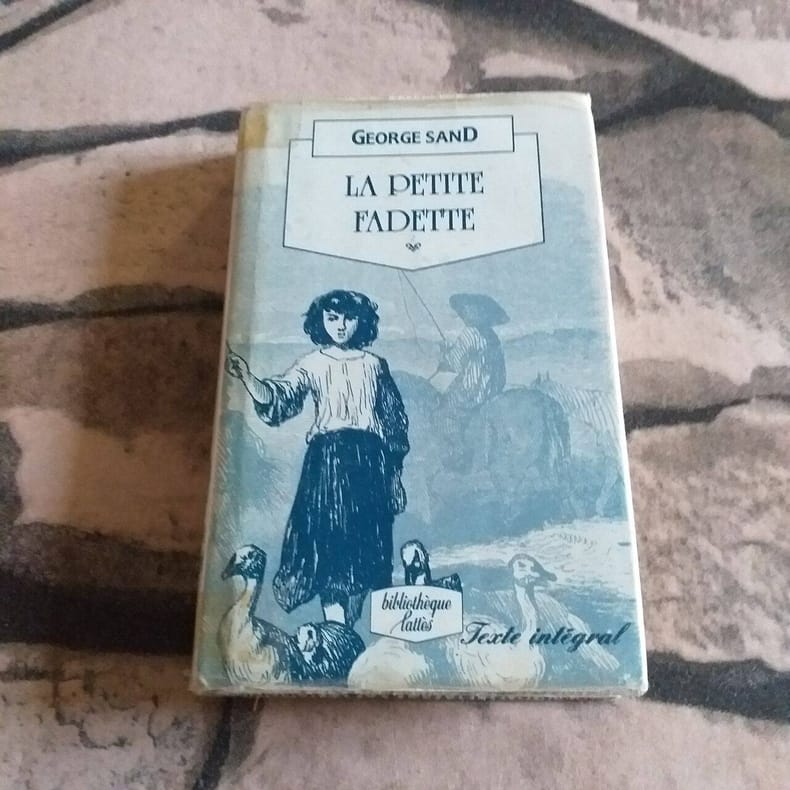 GEORGE SAND
LA PETITE
FADETTE
bibliothèque
lattès
Texte intégral